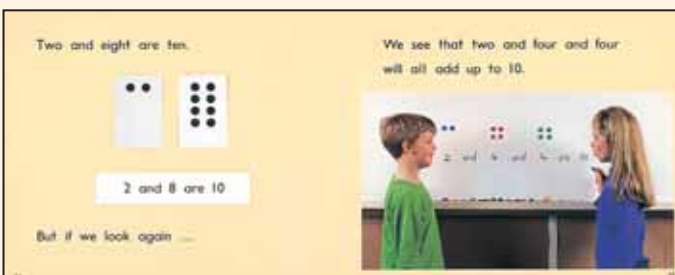 Two and eight are ten.
2 and 8 are 10
But if we look again ...
We see that two and four and four
will all add up to 10.
2 and 4 and 4 are 10